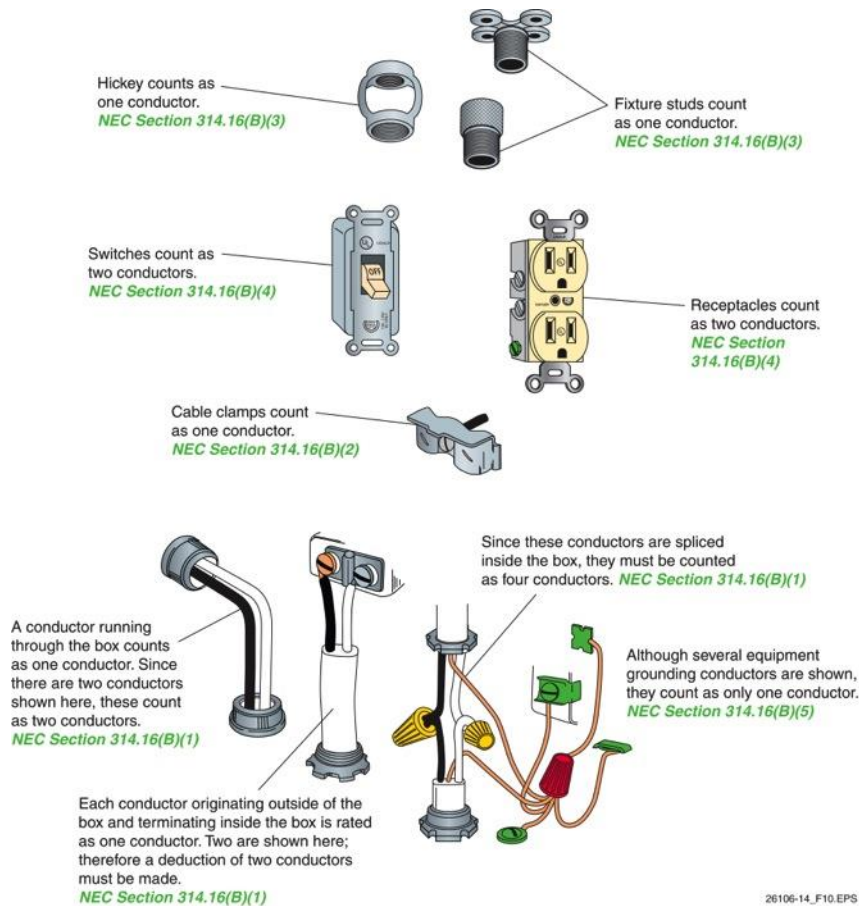 Hickey counts as
one conductor.
NEC Section 314.16(B)(3)
Fixture studs count
as one conductor.
NEC Section 314.16(B)(3)
Switches count as
two conductors.
NEC Section 314.16(B)(4)
OFF
Receptacles count
as two conductors.
NEC Section
314.16(B)(4)
Cable clamps count
as one conductor.
NEC Section 314.16(B)(2)
Since these conductors are spliced
inside the box, they must be counted
as four conductors. NEC Section 314.16(B)(1)
A conductor running
through the box counts
as one conductor. Since
there are two conductors
shown here, these count
as two conductors.
NEC Section 314.16(B)(1)
Although several equipment
grounding conductors are shown,
they count as only one conductor.
NEC Section 314.16(B)(5)
Each conductor originating outside of the
box and terminating inside the box is rated
as one conductor. Two are shown here;
therefore a deduction of two conductors
must be made.
NEC Section 314.16(B)(1)
26106-14_F10.EPS